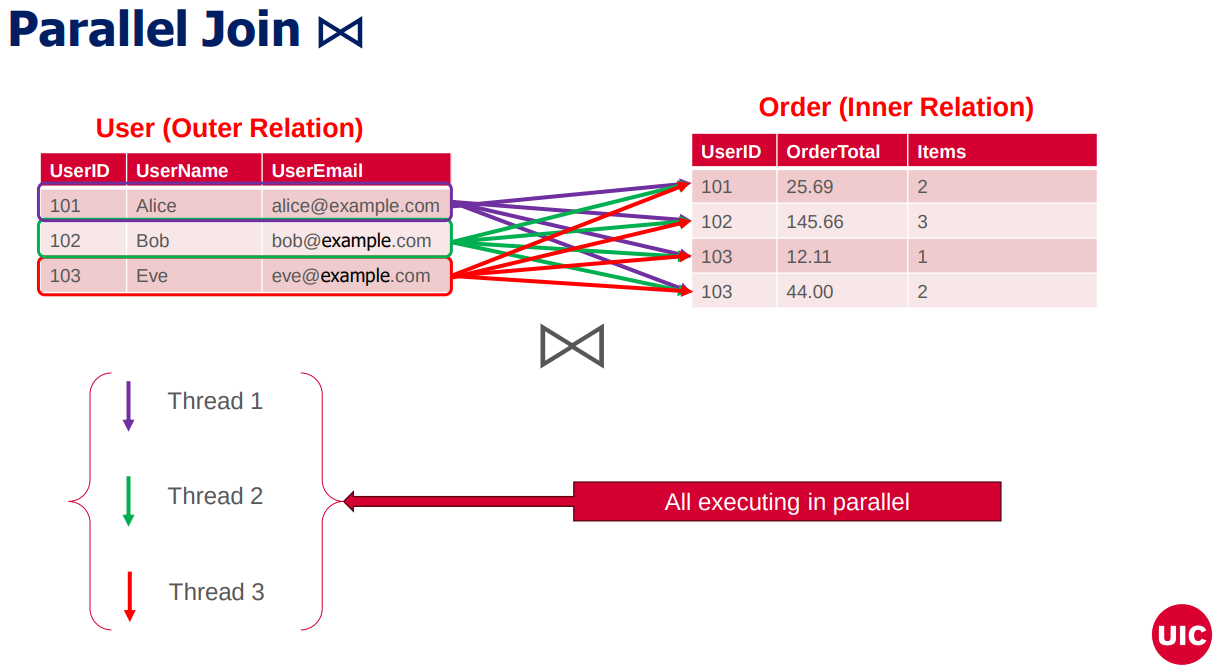 Parallel Join ⋈
User (Outer Relation)
UserID UserName UserEmail
101 Alice alice@example.com
102 Bob bob@example.com
103 Eve eve@example.com
Order (Inner Relation)
UserID OrderTotal Items
101 25.69 2
102 145.66 3
103 12.11 1
103 44.00 2
⋈
Thread 1
Thread 2
Thread 3
All executing in parallel
UIC